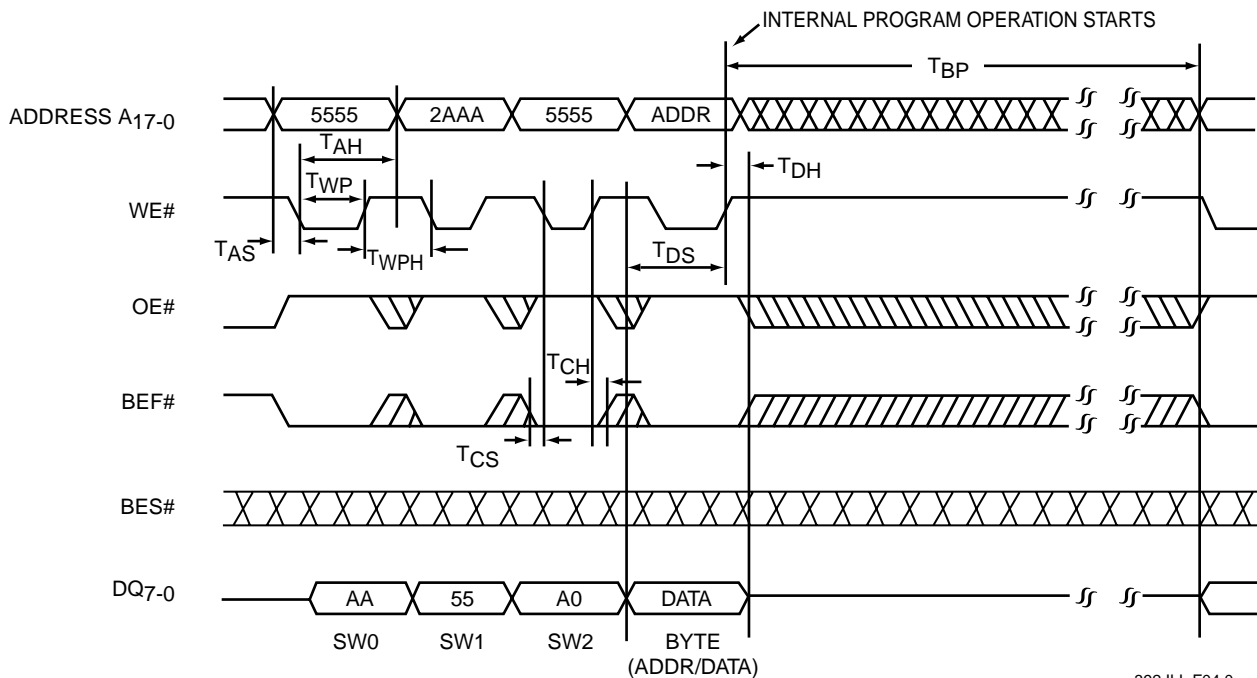 INTERNAL PROGRAM OPERATION STARTS
TBP
ADDRESS A17-0
5555
2AAA
5555
ADDR
TAH
TDH
TWP
WE#
TAS
TWPH
TDS
OE#
TCH
BEF#
TCS
BES#
DQ7-0
AA
55
A0
DATA
SW0
SW1
SW2
BYTE
(ADDR/DATA)